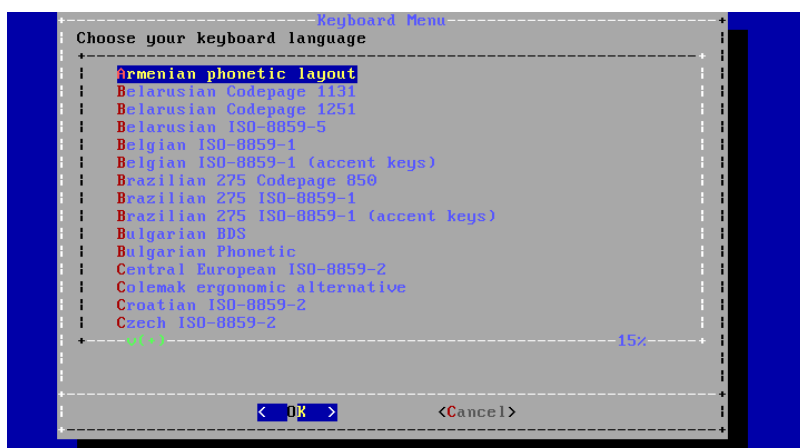 Keyboard Menu
Choose your keyboard language
Armenian phonetic layout
Belarusian Codepage 1131
Belarusian Codepage 1251
Belarusian ISO-8859-5
Belgian ISO-8859-1
Belgian ISO-8859-1 (accent keys)
Brazilian 275 Codepage 850
Brazilian 275 ISO-8859-1
Brazilian 275 ISO-8859-1 (accent keys)
Bulgarian BDS
Bulgarian Phonetic
Central European ISO-8859-2
Colemak ergonomic alternative
Croatian ISO-8859-2
Czech ISO-8859-2
v(+) 15%
< OK > <Cancel>